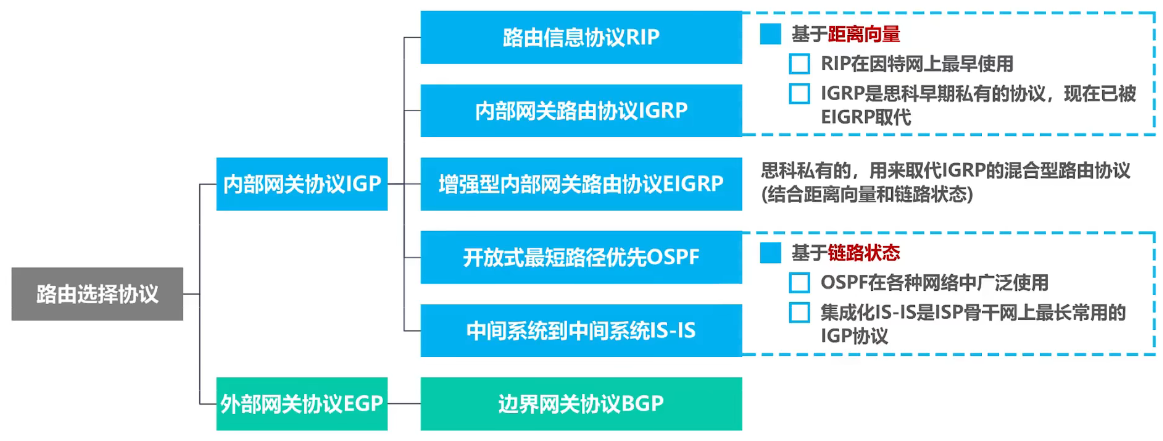 路由信息协议RIP
基于距离向量
RIP在因特网上最早使用
IGRP是思科早期私有的协议，现在已被
EIGRP取代
内部网关路由协议IGRP
内部网关协议IGP
增强型内部网关路由协议EIGRP
思科私有的，用来取代IGRP的混合型路由协议
(结合距离向量和链路状态)
开放式最短路径优先OSPF
基于链路状态
OSPF在各种网络中广泛使用
集成化IS-IS是ISP骨干网上最长常用的
IGP协议
路由选择协议
中间系统到中间系统IS-IS
外部网关协议EGP
边界网关协议BGP